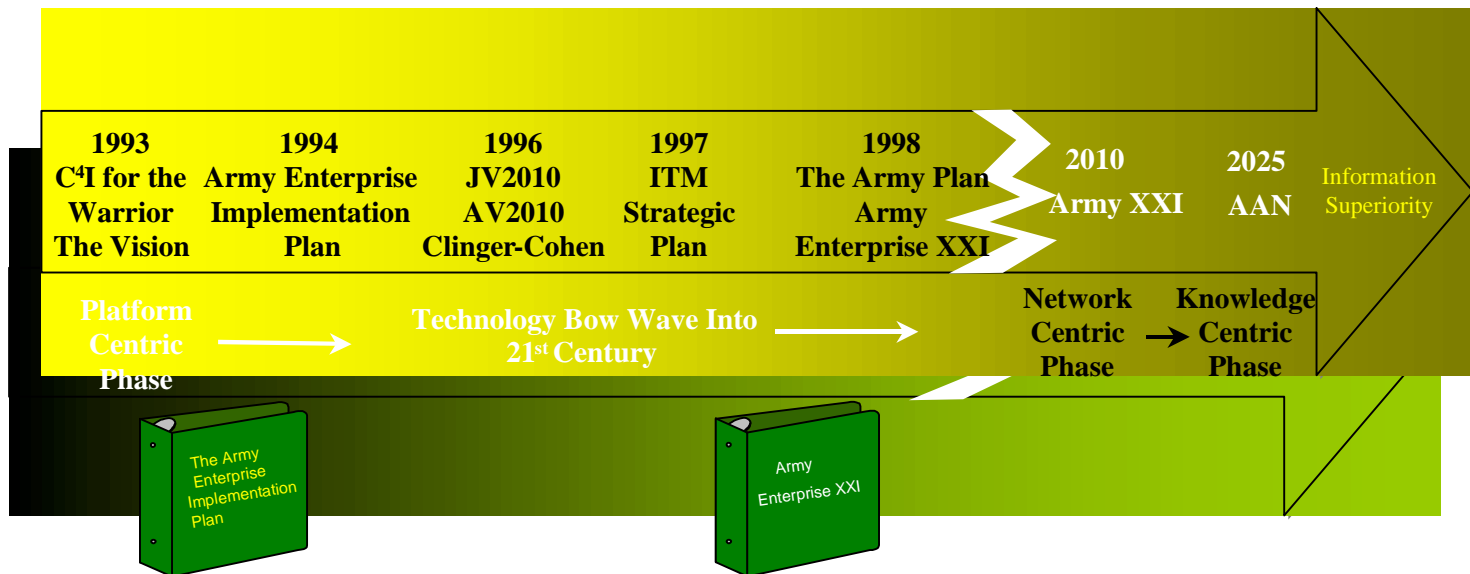 1993
C⁴I for the
Warrior
The Vision
1994
Army Enterprise
Implementation
Plan
1996
JV2010
AV2010
Clinger-Cohen
1997
ITM
Strategic
Plan
1998
The Army Plan
Army
Enterprise XXI
2010
Army XXI
2025
AAN
Information
Superiority
Platform
Centric
Phase
Technology Bow Wave Into
21st Century
Network
Centric
Phase
Knowledge
Centric
Phase
The Army
Enterprise
Implementation
Plan
Army
Enterprise XXI